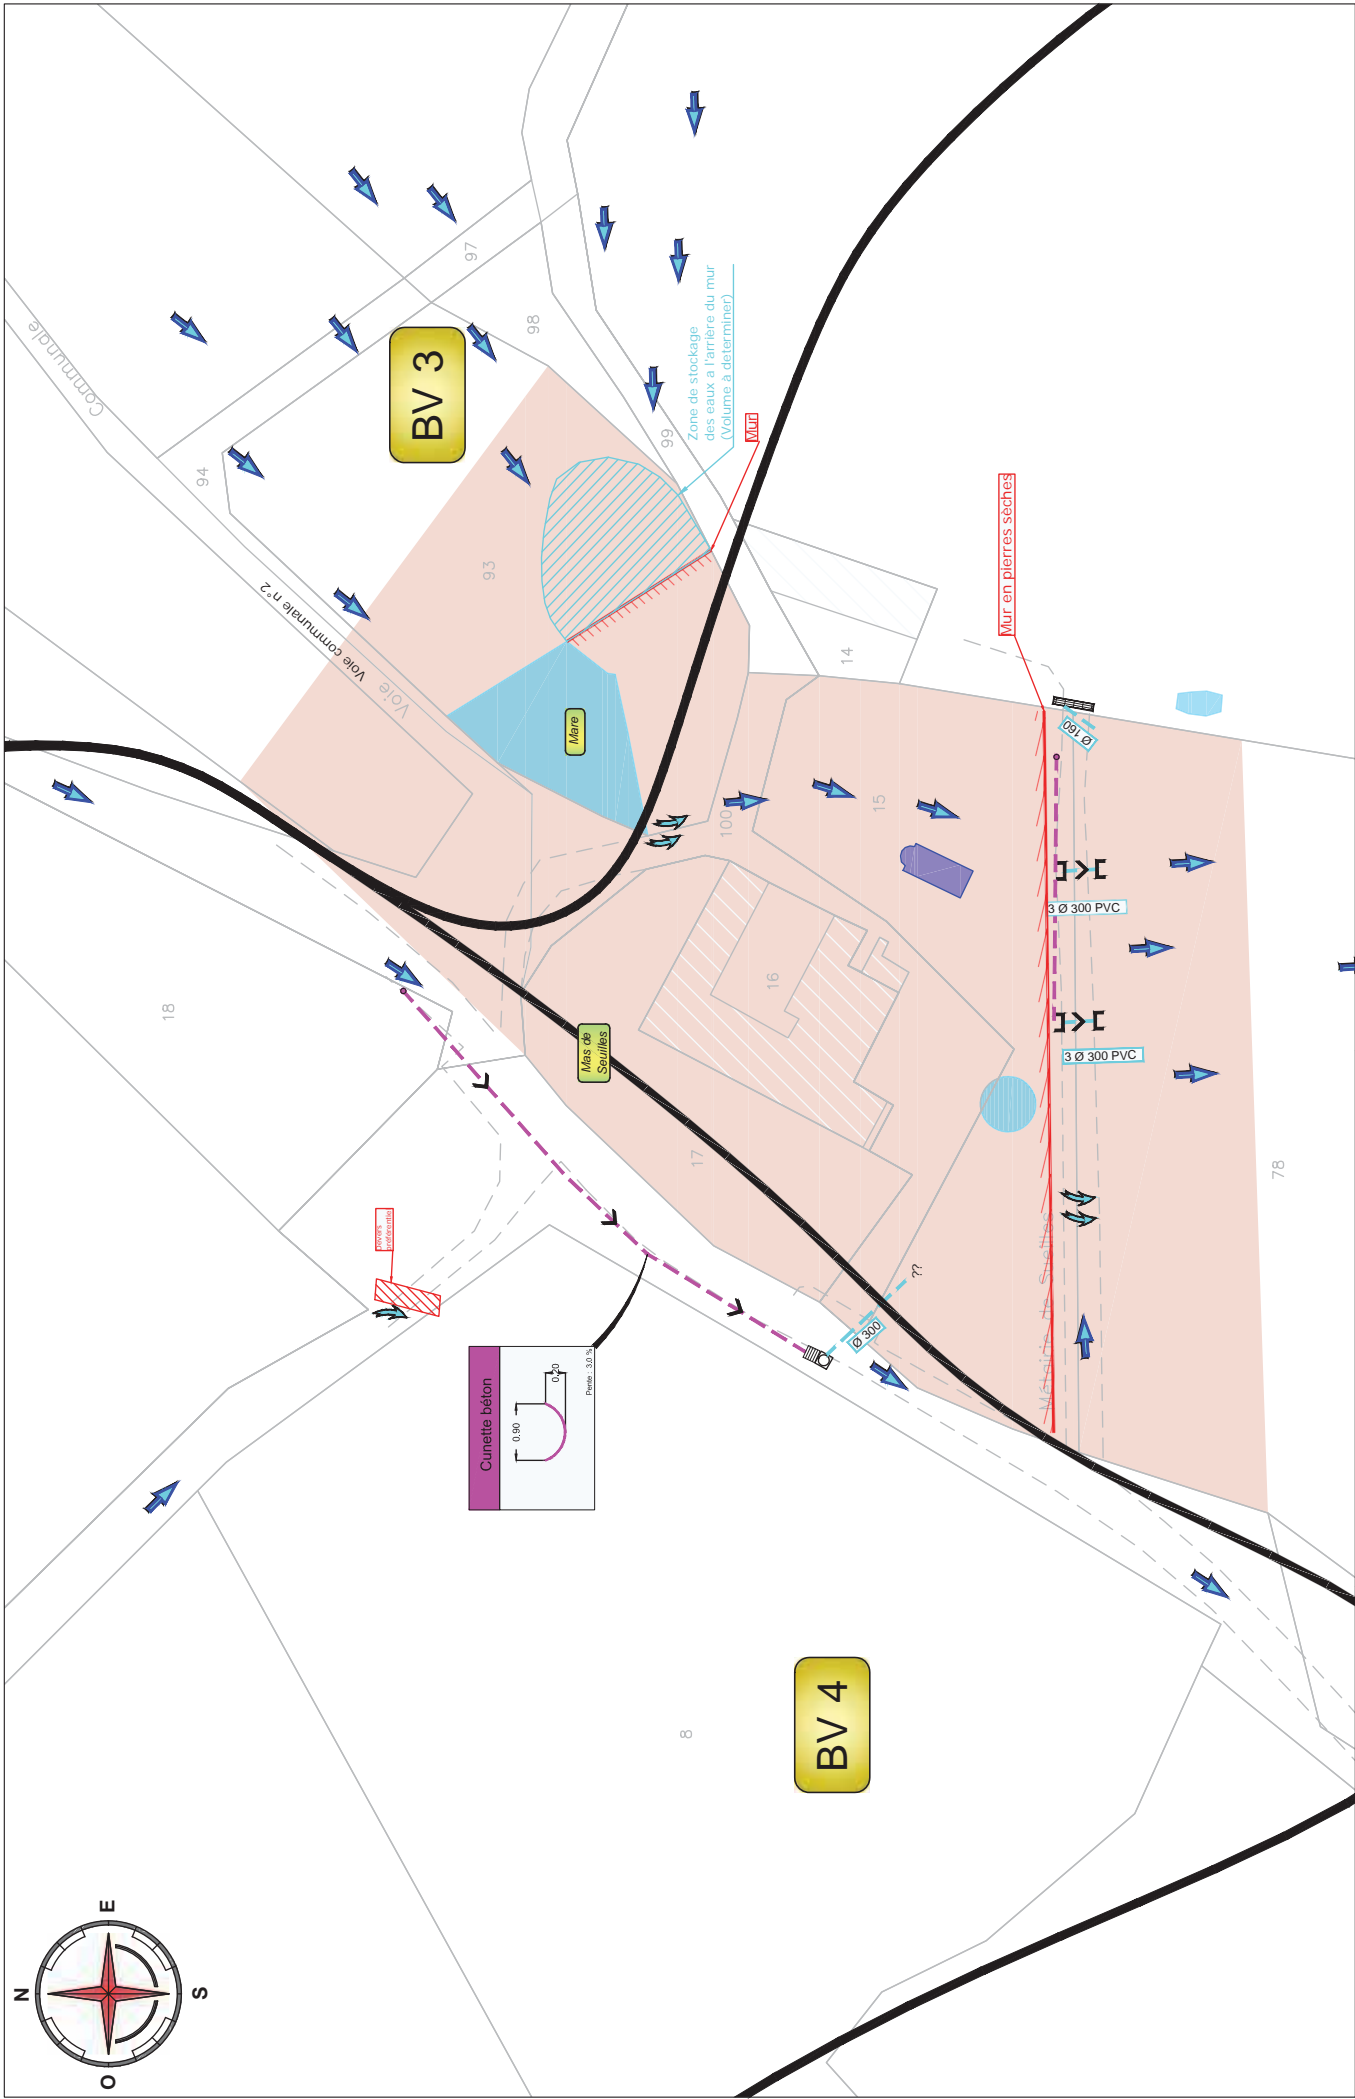 N
E
S
O
BV 3
BV 4
Communale
Voie communale n°2
Voie
97
98
94
93
99
Zone de stockage
des eaux a l'arrière du mur
(Volume à determiner)
Mur
Mare
14
100
15
16
17
18
8
78
Mas de
Seuilles
Mur en pierres sèches
Ø 160
3 Ø 300 PVC
3 Ø 300 PVC
Ø 300
??
Cunette béton
0.90
0.20
Pente : 3,0 %